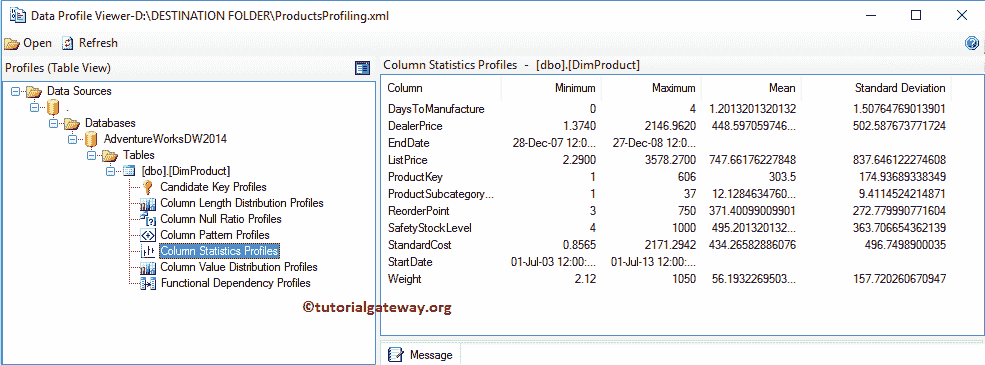 Data Profile Viewer-D:\DESTINATION FOLDER\ProductsProfiling.xml
Open Refresh
Profiles (Table View)
Data Sources
.
Databases
AdventureWorksDW2014
Tables
[dbo].[DimProduct]
Candidate Key Profiles
Column Length Distribution Profiles
Column Null Ratio Profiles
Column Pattern Profiles
Column Statistics Profiles
Column Value Distribution Profiles
Functional Dependency Profiles
©tutorialgateway.org
Column Statistics Profiles - [dbo].[DimProduct]
Column Minimum Maximum Mean Standard Deviation
DaysToManufacture 0 4 1.2013201320132 1.50764769013901
DealerPrice 1.3740 2146.9620 448.597059746... 502.587673771724
EndDate 28-Dec-07 12:0... 27-Dec-08 12:0...
ListPrice 2.2900 3578.2700 747.66176227848 837.646122274608
ProductKey 1 606 303.5 174.93689338349
ProductSubcategory... 1 37 12.1284634760... 9.4114524214871
ReorderPoint 3 750 371.40099009901 272.779990771604
SafetyStockLevel 4 1000 495.201320132... 363.706654362139
StandardCost 0.8565 2171.2942 434.26582886076 496.7498900035
StartDate 01-Jul-03 12:00:... 01-Jul-13 12:00:...
Weight 2.12 1050 56.1932269503... 157.720260670947
Message